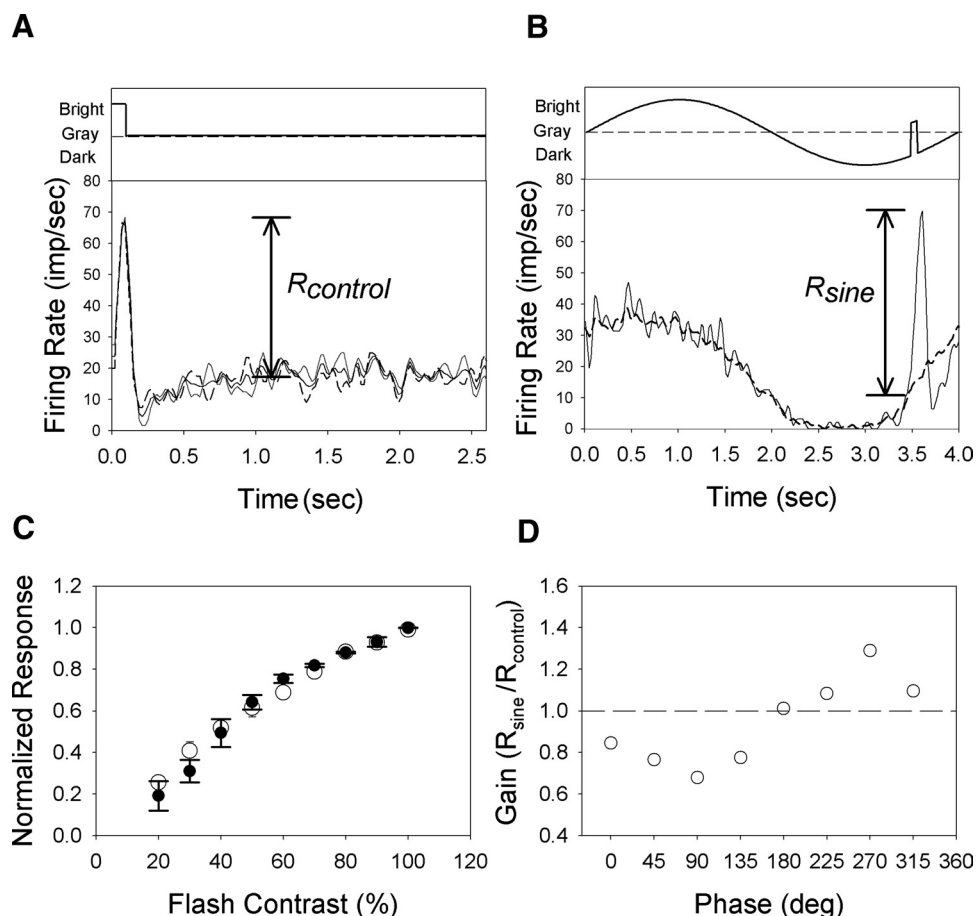 A
Bright
Gray
Dark
80
70
60
50
40
30
20
10
0
Firing Rate (imp/sec)
Rcontrol
0.0 0.5 1.0 1.5 2.0 2.5
Time (sec)
B
Bright
Gray
Dark
80
70
60
50
40
30
20
10
0
Firing Rate (imp/sec)
Rsine
0.0 0.5 1.0 1.5 2.0 2.5 3.0 3.5 4.0
Time (sec)
C
1.2
1.0
0.8
0.6
0.4
0.2
0.0
Normalized Response
0 20 40 60 80 100 120
Flash Contrast (%)
D
1.6
1.4
1.2
1.0
0.8
0.6
0.4
Gain (Rsine/Rcontrol)
0 45 90 135 180 225 270 315 360
Phase (deg)